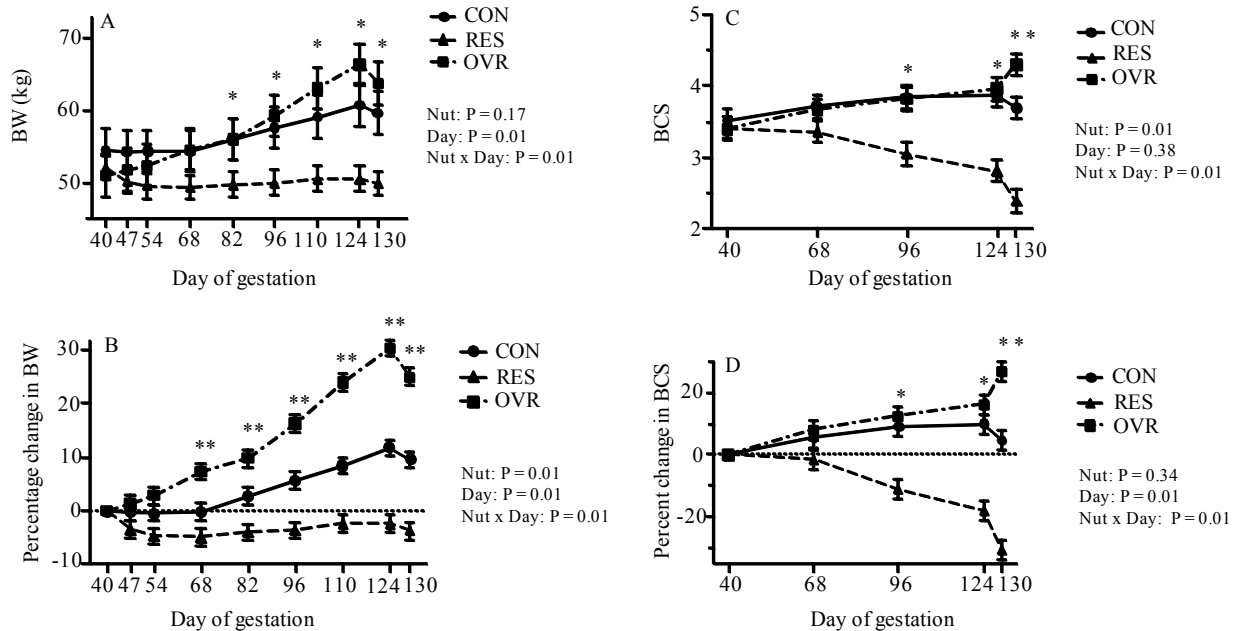 A
CON
RES
OVR
BW (kg)
70
60
50
* * * * *
Nut: P = 0.17
Day: P = 0.01
Nut x Day: P = 0.01
40 47 54 68 82 96 110 124 130
Day of gestation
C
CON
RES
OVR
BCS
5
4
3
2
* * * *
Nut: P = 0.01
Day: P = 0.38
Nut x Day: P = 0.01
40 68 96 124 130
Day of gestation
B
CON
RES
OVR
Percentage change in BW
30
20
10
0
-10
** ** ** ** ** **
Nut: P = 0.01
Day: P = 0.01
Nut x Day: P = 0.01
40 47 54 68 82 96 110 124 130
Day of gestation
D
CON
RES
OVR
Percent change in BCS
20
0
-20
* * * *
Nut: P = 0.34
Day: P = 0.01
Nut x Day: P = 0.01
40 68 96 124 130
Day of gestation